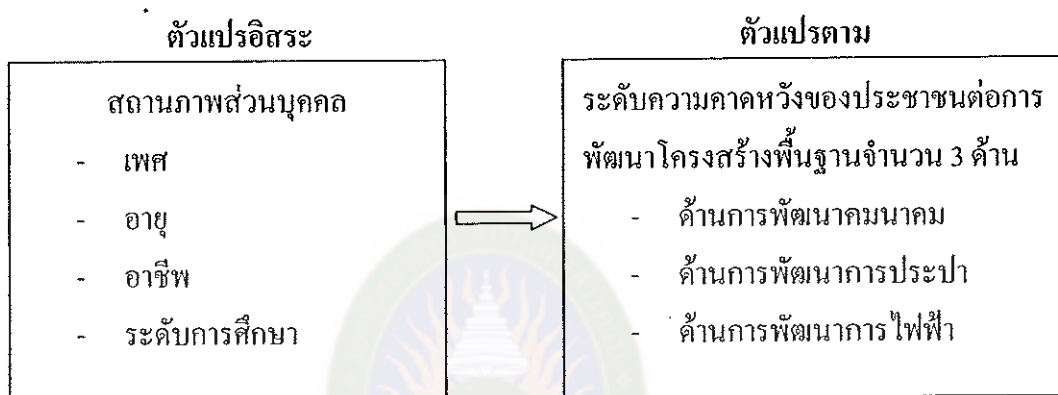 ตัวแปรอิสระ
สถานภาพส่วนบุคคล
- เพศ
- อายุ
- อาชีพ
- ระดับการศึกษา
ตัวแปรตาม
ระดับความคาดหวังของประชาชนต่อการ
พัฒนาโครงสร้างพื้นฐานจำนวน 3 ด้าน
- ด้านการพัฒนาคมนาคม
- ด้านการพัฒนาการประปา
- ด้านการพัฒนาการไฟฟ้า